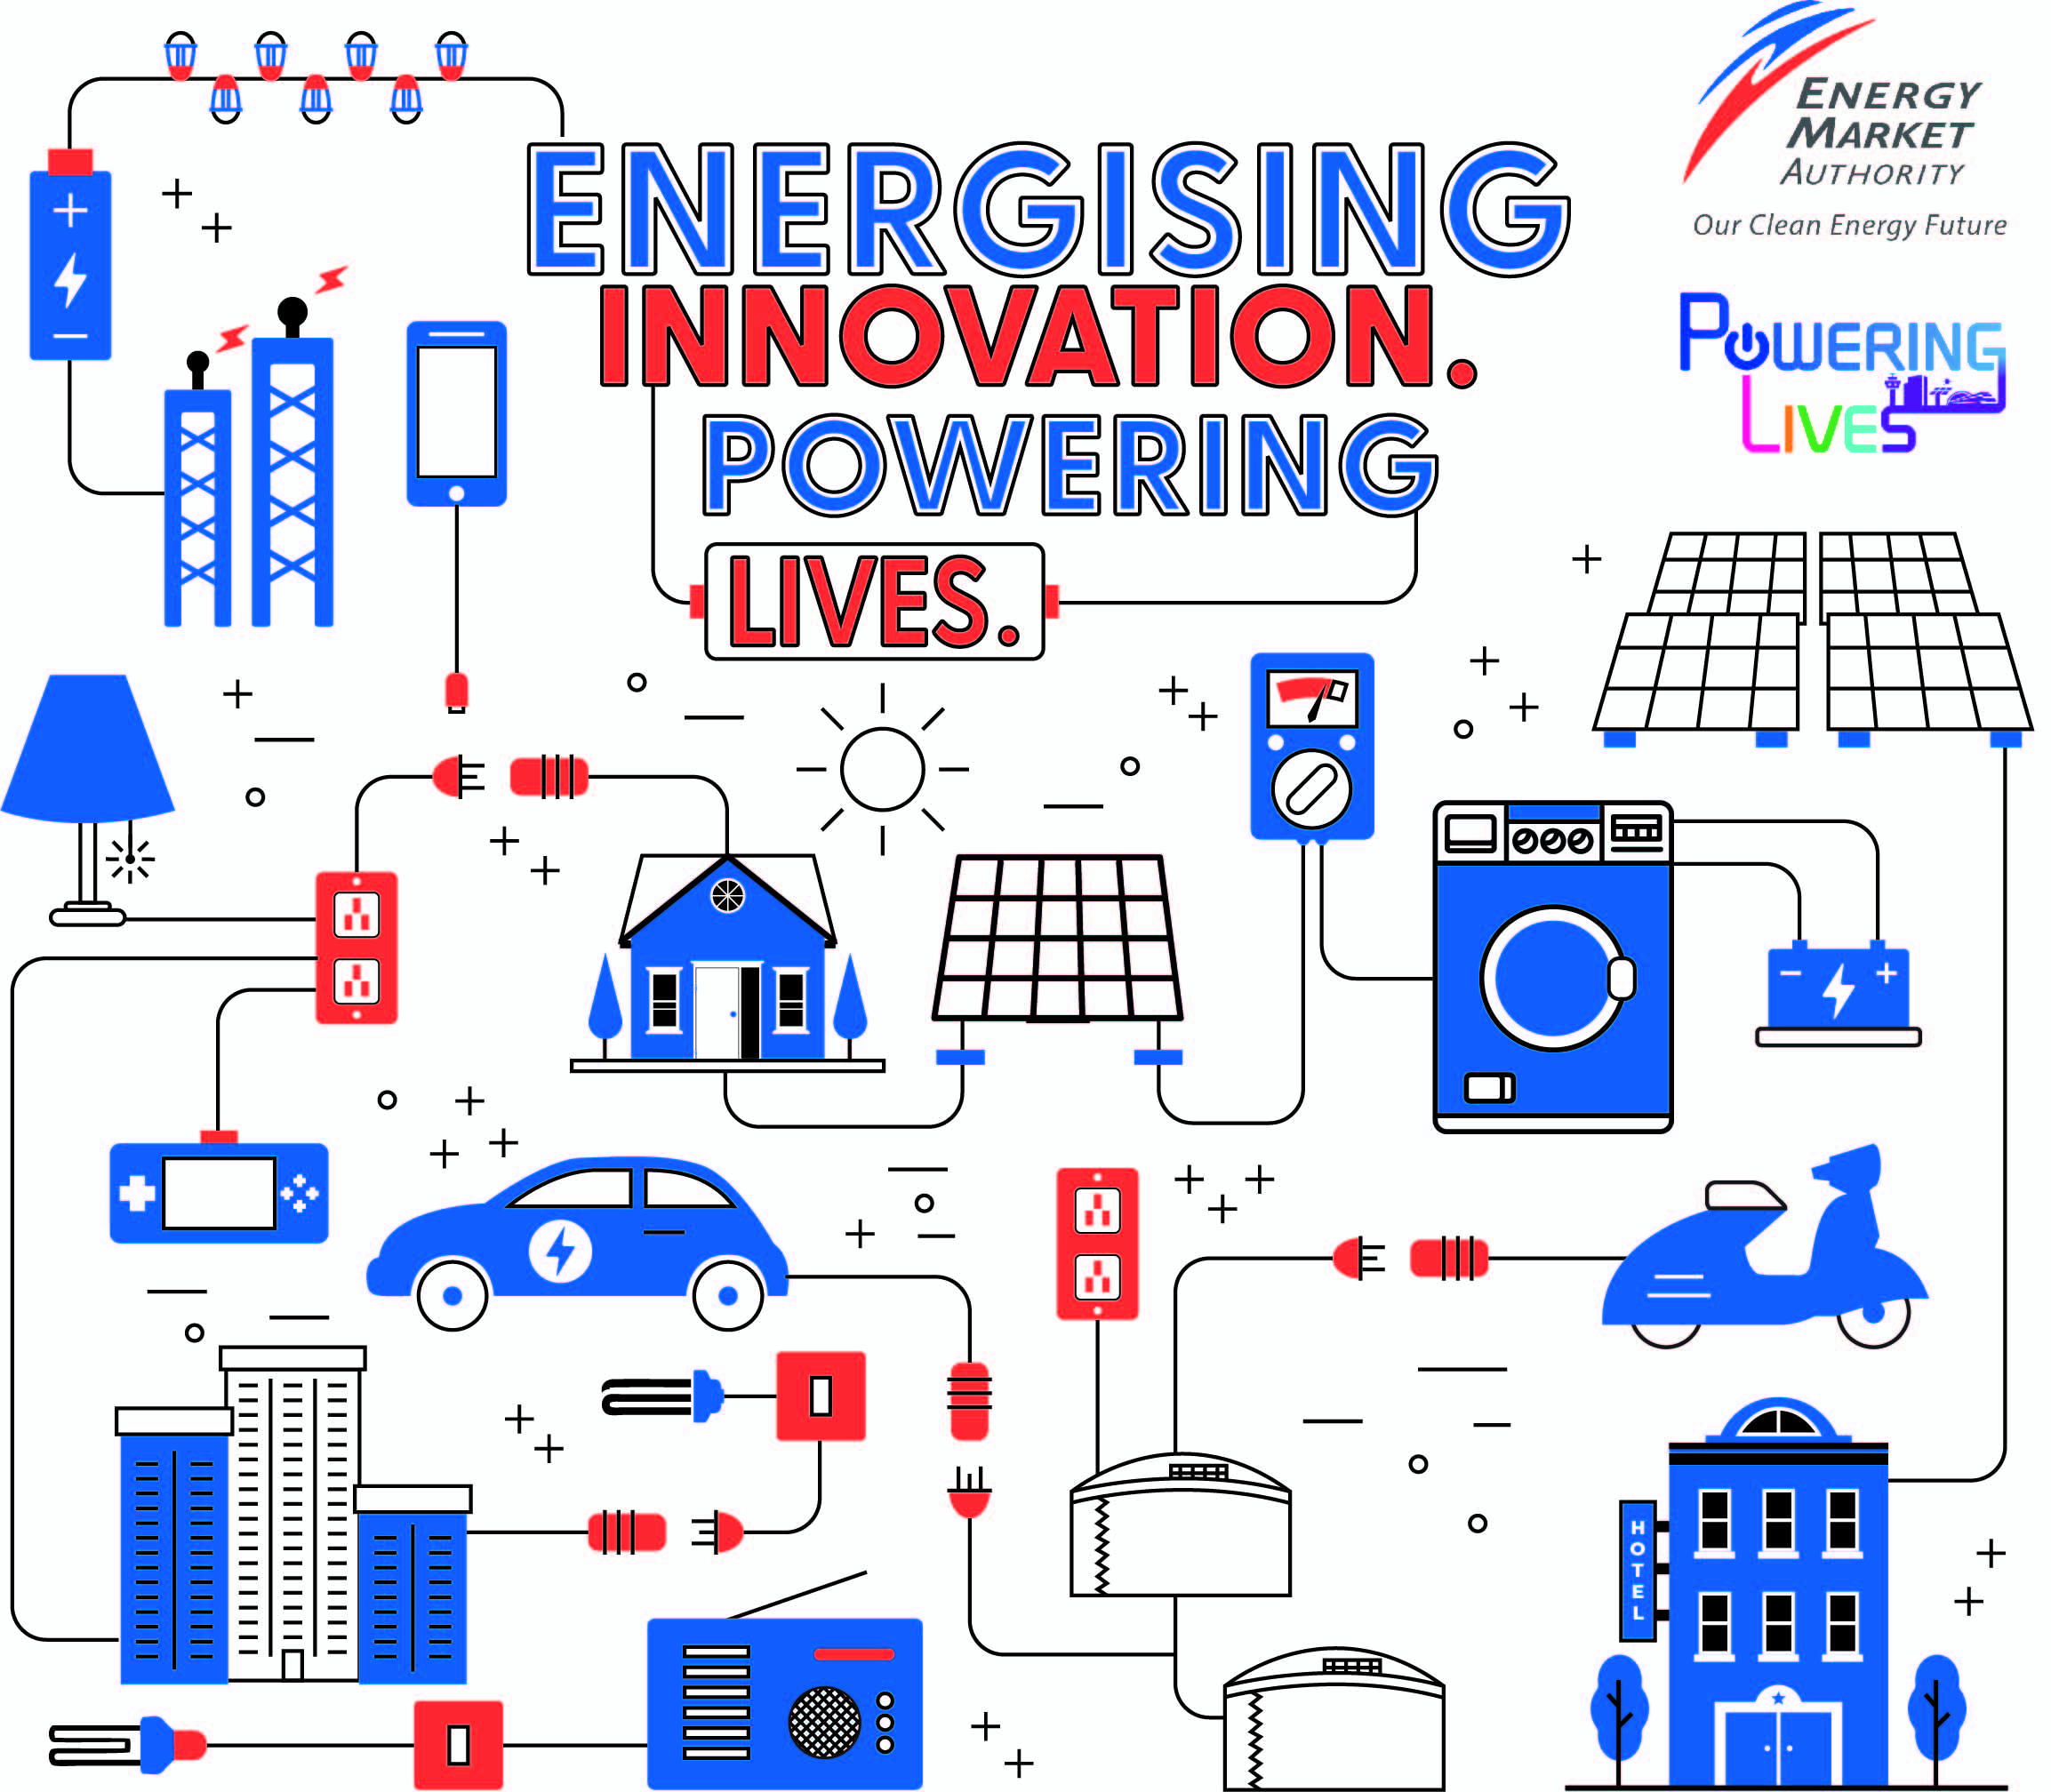 ENERGISING
INNOVATION.
POWERING
LIVES.
ENERGY
MARKET
AUTHORITY
Our Clean Energy Future
POWERING
LIVES
HOTEL